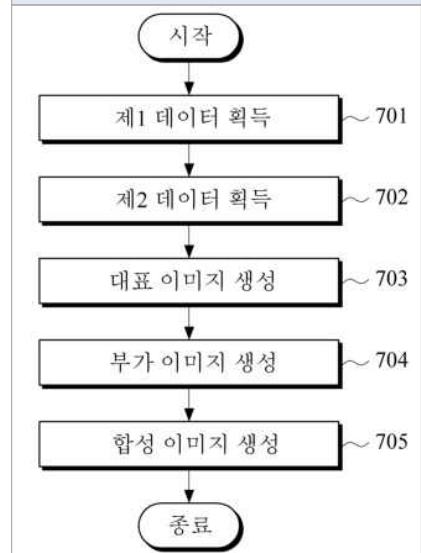 시작
제1 데이터 획득 701
제2 데이터 획득 702
대표 이미지 생성 703
부가 이미지 생성 704
합성 이미지 생성 705
종료